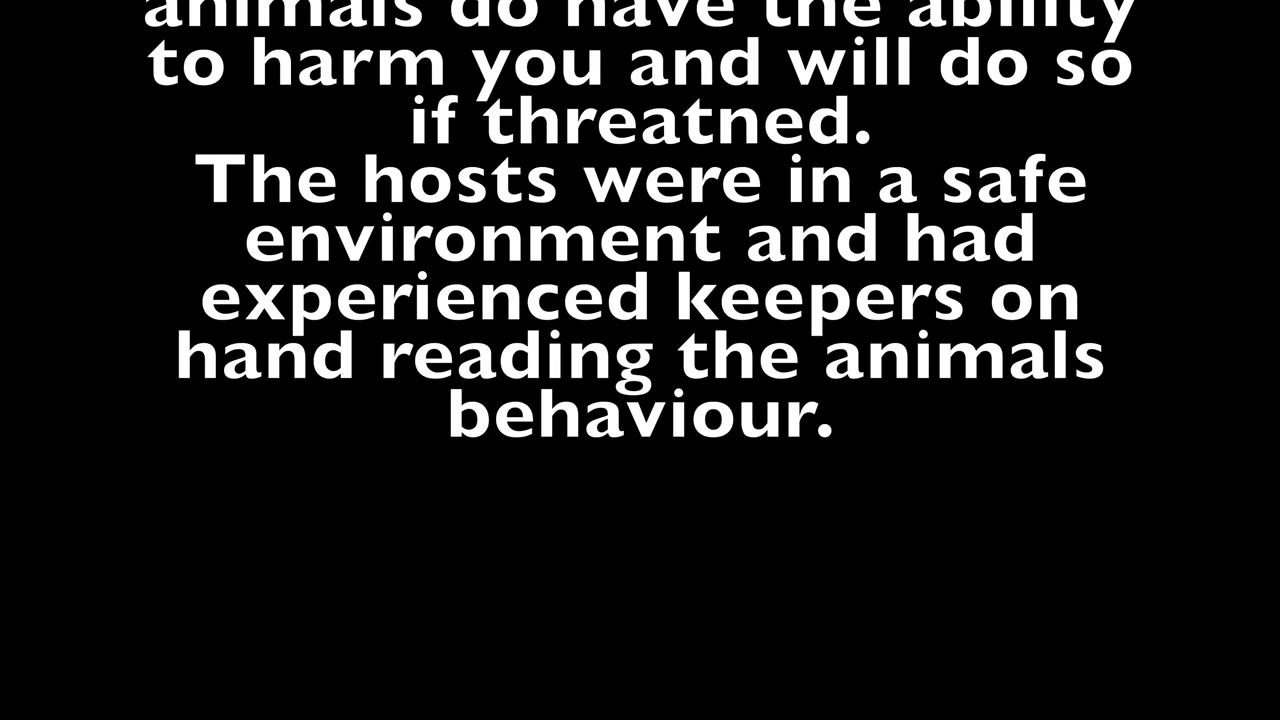 animals do have the ability
to harm you and will do so
if threatned.
The hosts were in a safe
environment and had
experienced keepers on
hand reading the animals
behaviour.